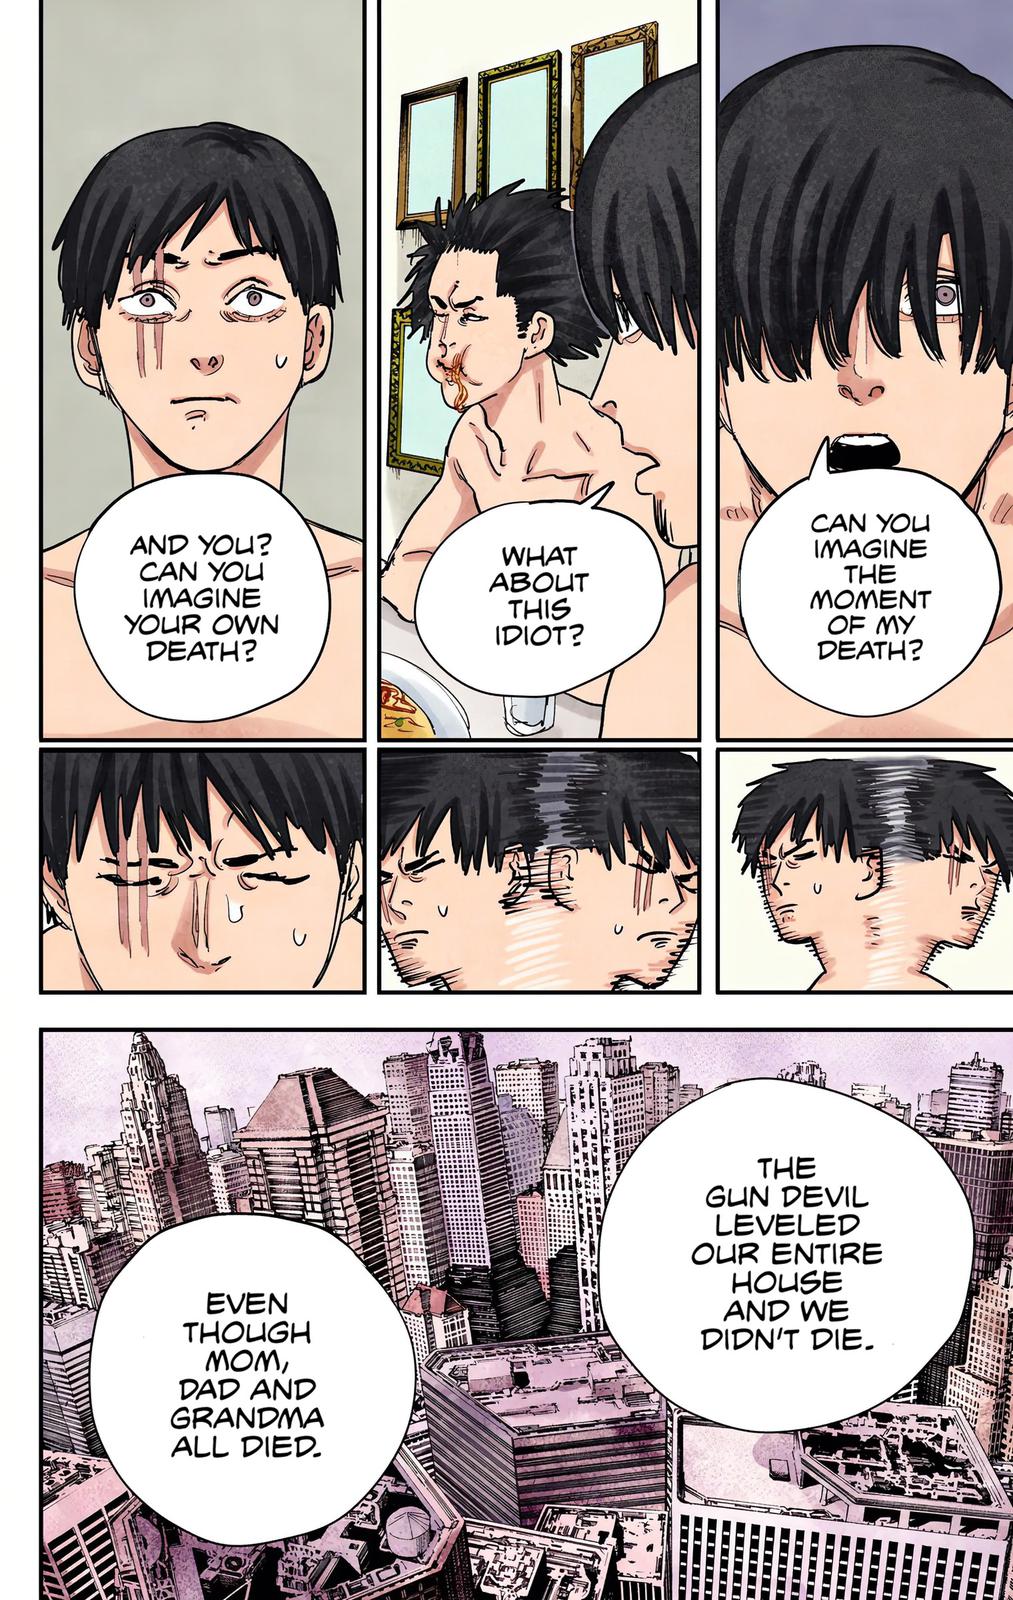 AND YOU?
CAN YOU
IMAGINE
YOUR OWN
DEATH?
WHAT
ABOUT
THIS
IDIOT?
CAN YOU
IMAGINE
THE
MOMENT
OF MY
DEATH?
THE
GUN DEVIL
LEVELED
OUR ENTIRE
HOUSE
AND WE
DIDN'T DIE.
EVEN
THOUGH
MOM,
DAD AND
GRANDMA
ALL DIED.